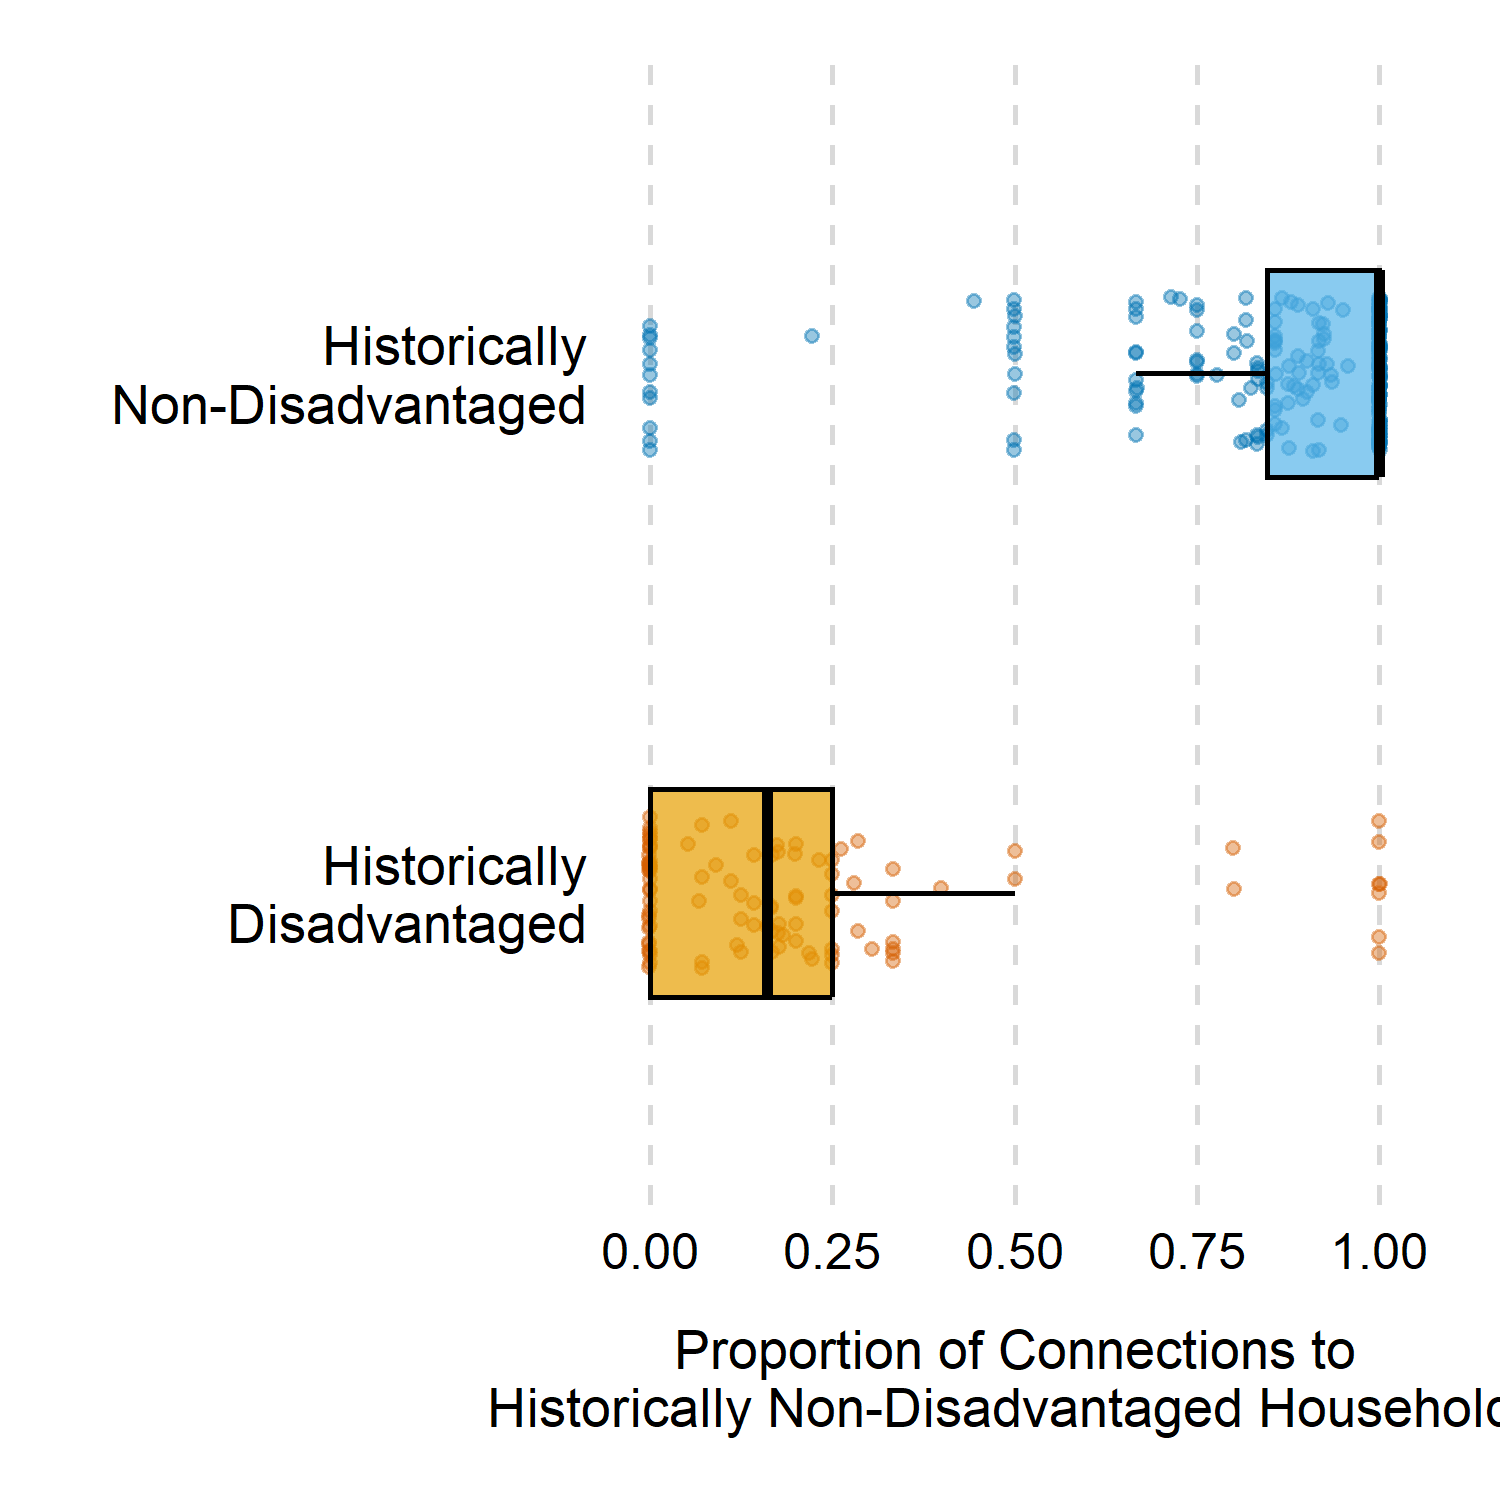 Historically
Non-Disadvantaged
Historically
Disadvantaged
0.00 0.25 0.50 0.75 1.00
Proportion of Connections to
Historically Non-Disadvantaged Househol